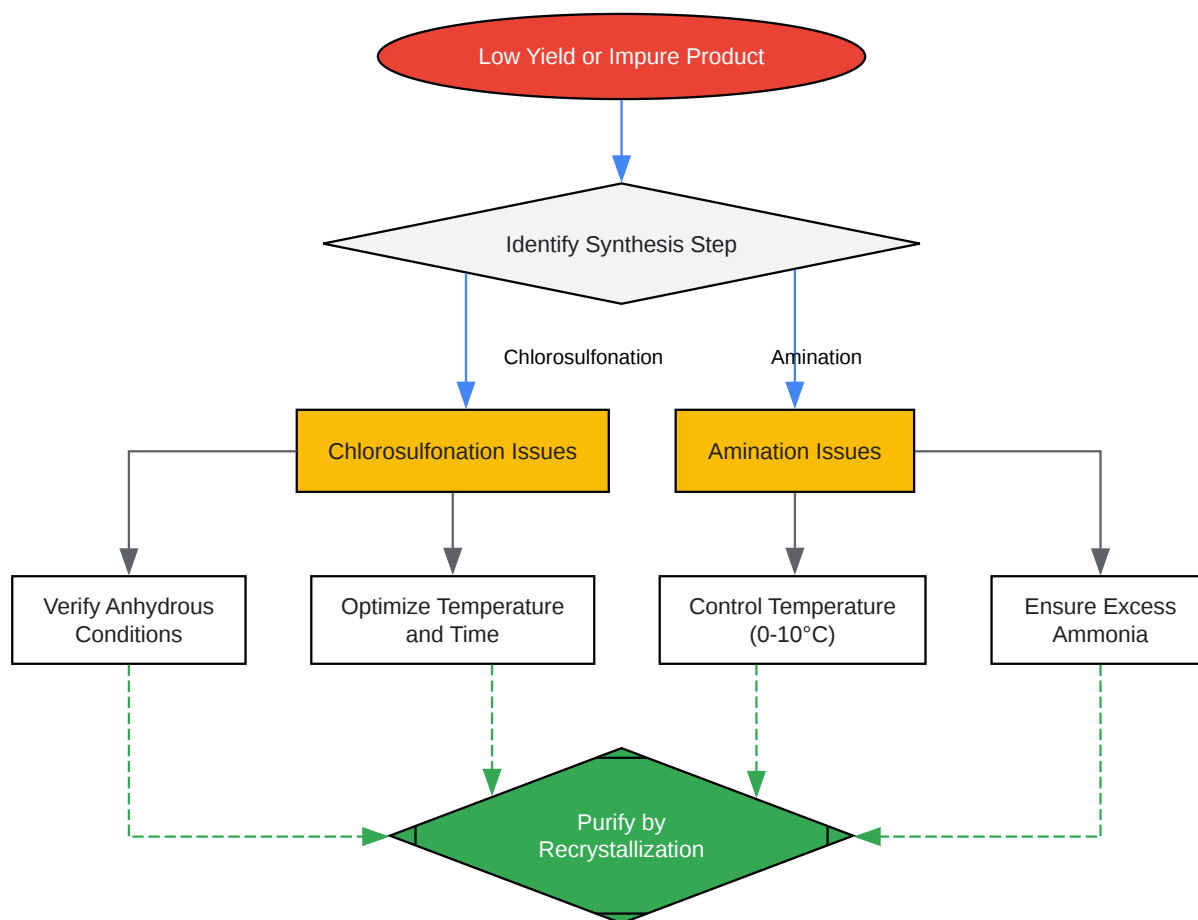 Low Yield or Impure Product
Identify Synthesis Step
Chlorosulfonation
Amination
Chlorosulfonation Issues
Amination Issues
Verify Anhydrous
Conditions
Optimize Temperature
and Time
Control Temperature
(0-10°C)
Ensure Excess
Ammonia
Purify by
Recrystallization